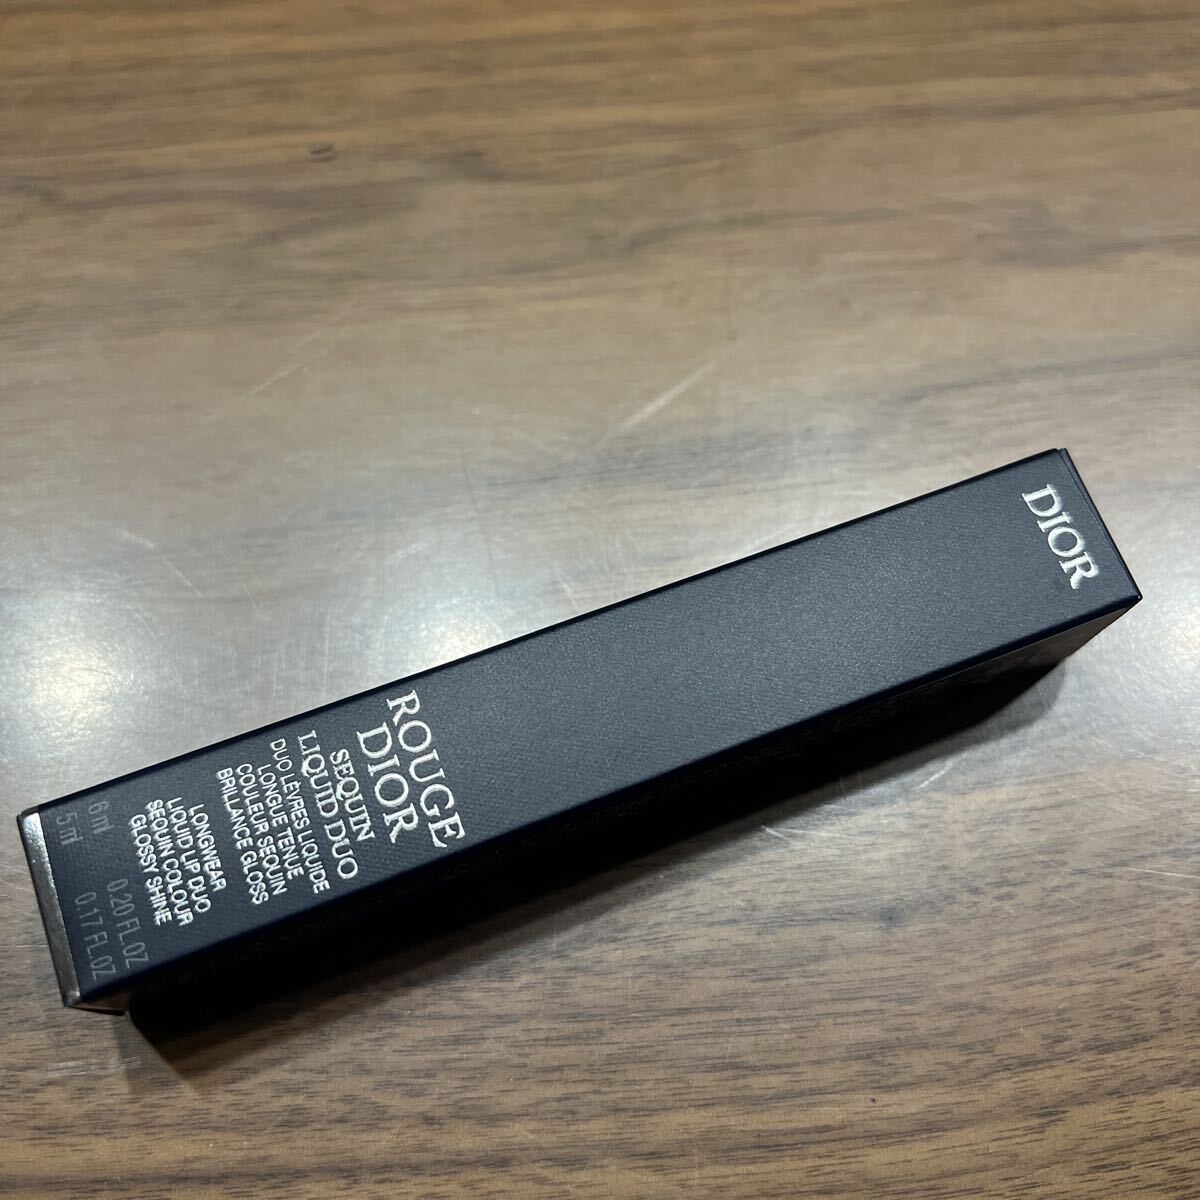 DIOR
ROUGE
DIOR
SEQUIN
LIQUID DUO
DUO LÈVRES LIQUIDE
LONGUE TENUE
COULEUR SEQUIN
BRILLANCE GLOSS
LONGWEAR
LIQUID LIP DUO
SEQUIN COLOUR
GLOSSY SHINE
6 ml 0.20 FL.OZ
5 ml 0.17 FL.OZ